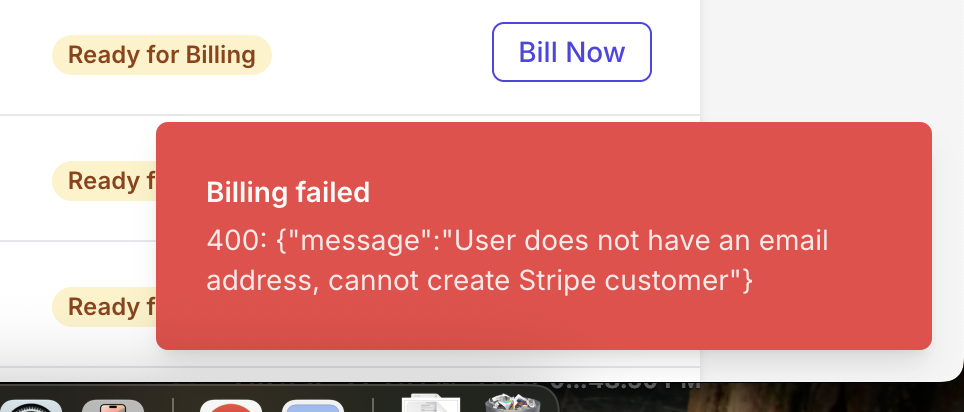 Ready for Billing
Bill Now
Ready f
Billing failed
400: {"message":"User does not have an email
address, cannot create Stripe customer"}
Ready f